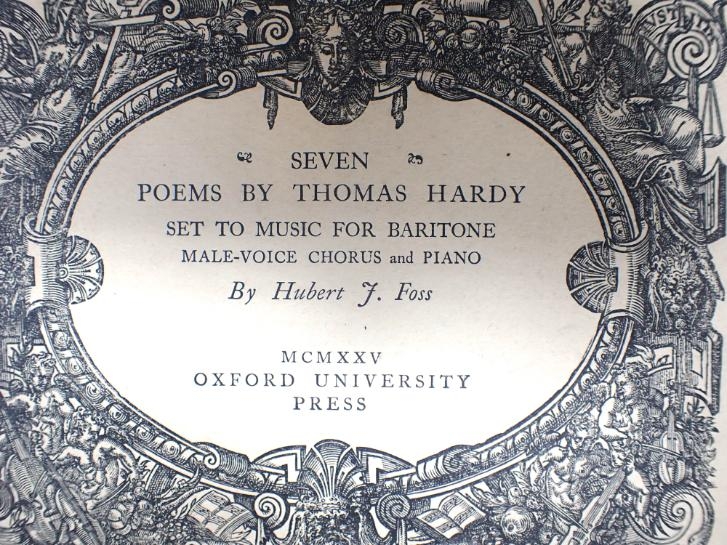 SEVEN
POEMS BY THOMAS HARDY
SET TO MUSIC FOR BARITONE
MALE-VOICE CHORUS and PIANO
By Hubert J. Foss
MCMXXV
OXFORD UNIVERSITY
PRESS